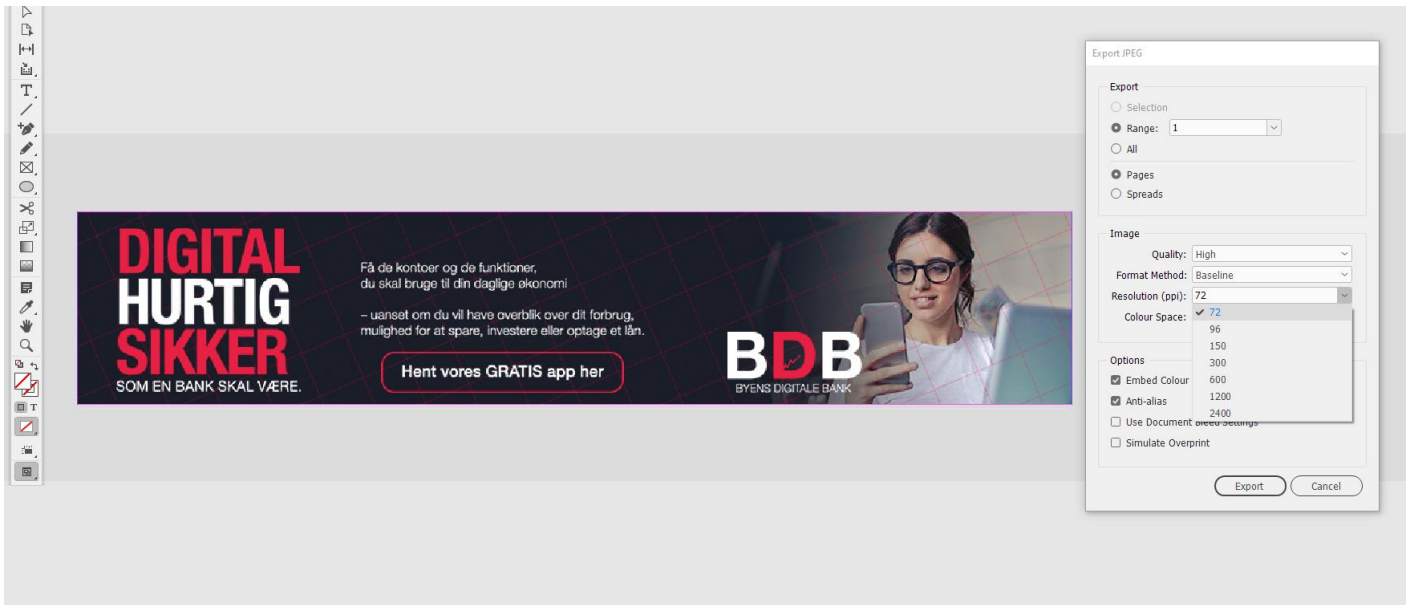 DIGITAL
HURTIG
SIKKER
SOM EN BANK SKAL VÆRE.
Få de kontoer og de funktioner,
du skal bruge til din daglige økonomi
– uanset om du vil have overblik over dit forbrug,
mulighed for at spare, investere eller optage et lån.
Hent vores GRATIS app her
BDB
BYENS DIGITALE BANK
Export JPEG
Export
Selection
Range: 1
All
Pages
Spreads
Image
Quality: High
Format Method: Baseline
Resolution (ppi): 72
Colour Space:
72
96
150
300
600
1200
2400
Options
Embed Colour
Anti-alias
Use Document Bleed Settings
Simulate Overprint
Export Cancel
T
T